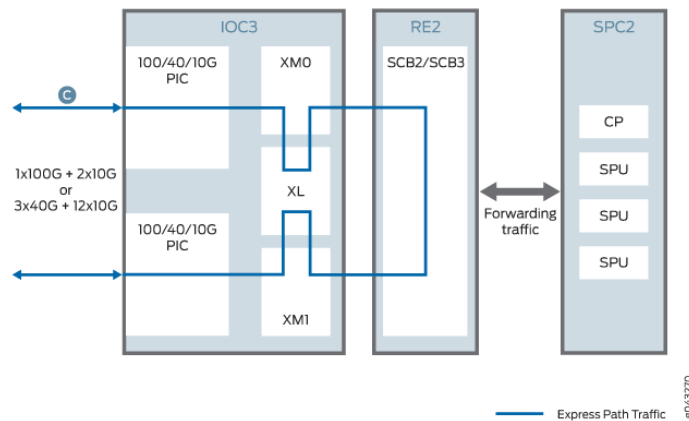 IOC3
RE2
SPC2
100/40/10G
PIC
XM0
SCB2/SCB3
C
CP
1x100G + 2x10G
or
3x40G + 12x10G
SPU
XL
SPU
Forwarding
traffic
100/40/10G
PIC
SPU
XM1
Express Path Traffic
g043220